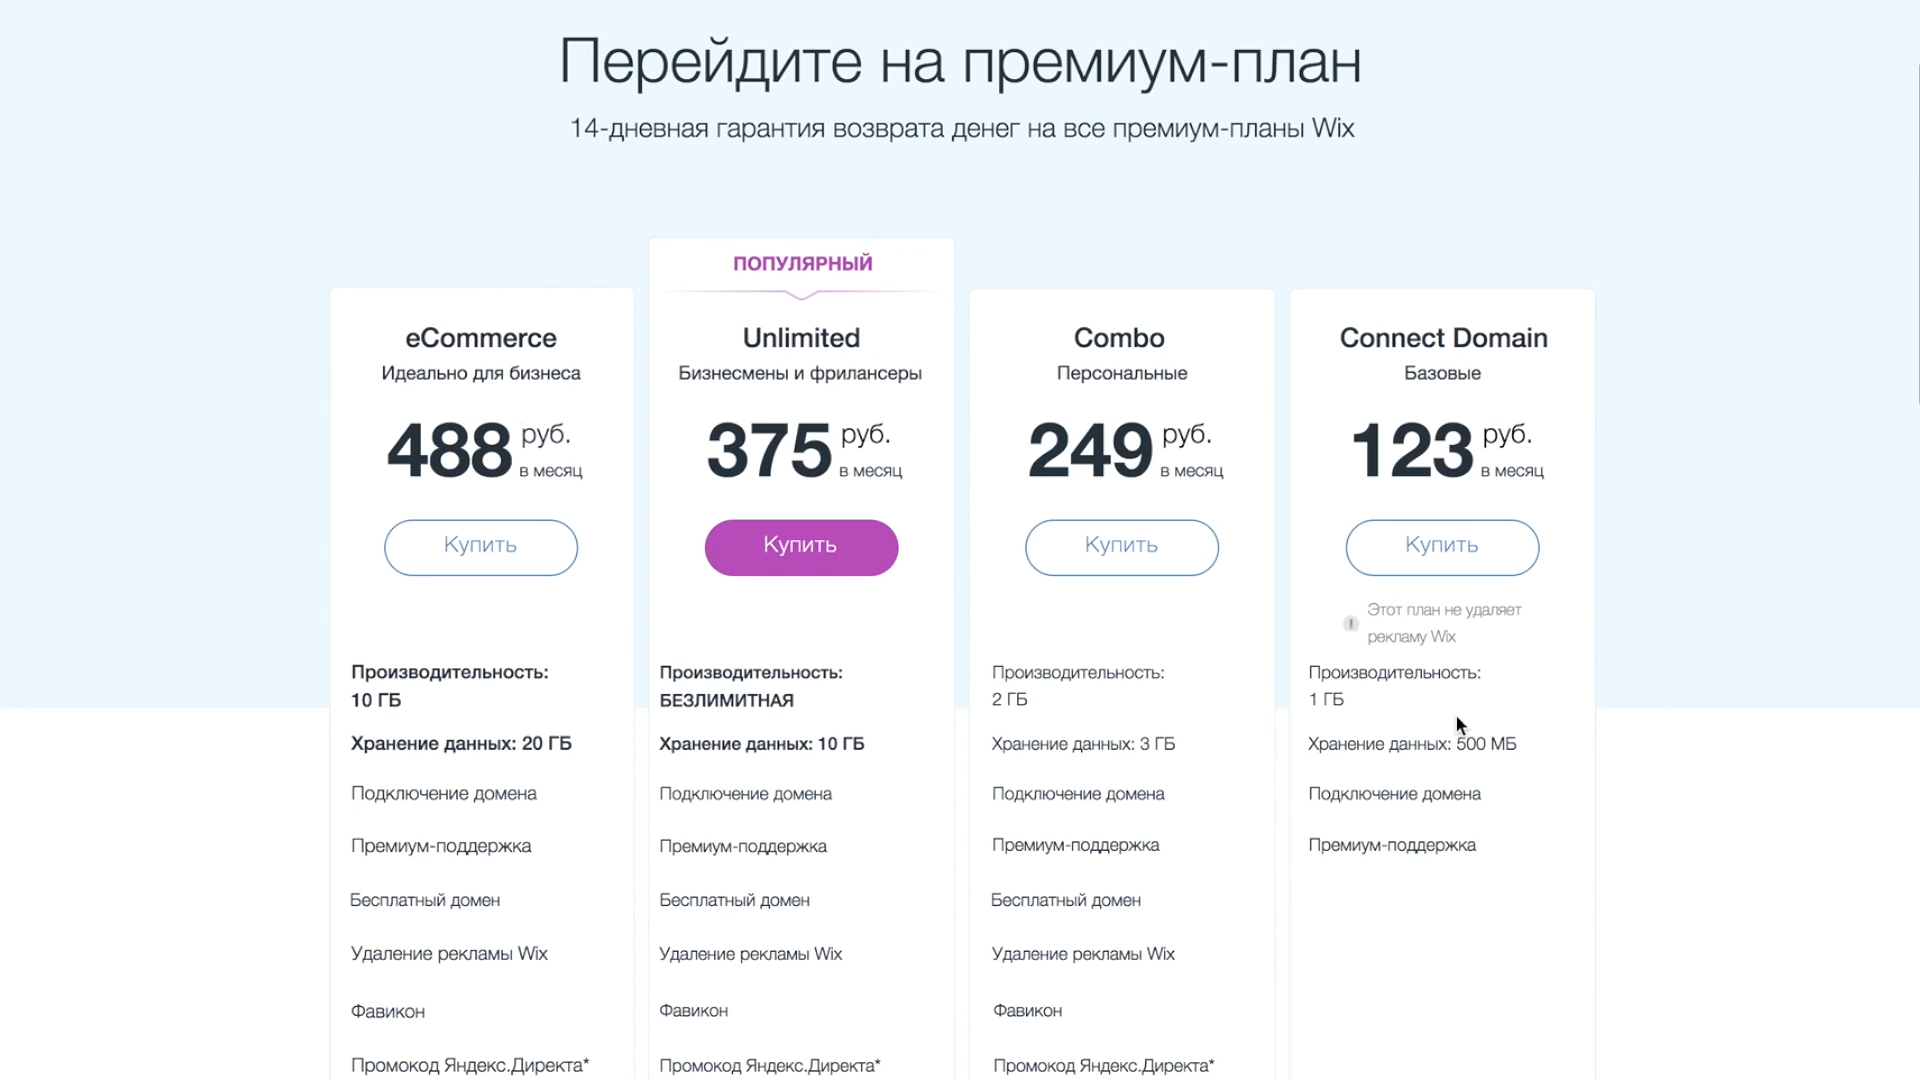 Перейдите на премиум-план
14-дневная гарантия возврата денег на все премиум-планы Wix
eCommerce
Идеально для бизнеса
488 руб.
в месяц
Купить
Производительность:
10 ГБ
Хранение данных: 20 ГБ
Подключение домена
Премиум-поддержка
Бесплатный домен
Удаление рекламы Wix
Фавикон
Промокод Яндекс.Директа*
ПОПУЛЯРНЫЙ
Unlimited
Бизнесмены и фрилансеры
375 руб.
в месяц
Купить
Производительность:
БЕЗЛИМИТНАЯ
Хранение данных: 10 ГБ
Подключение домена
Премиум-поддержка
Бесплатный домен
Удаление рекламы Wix
Фавикон
Промокод Яндекс.Директа*
Combo
Персональные
249 руб.
в месяц
Купить
Производительность:
2 ГБ
Хранение данных: 3 ГБ
Подключение домена
Премиум-поддержка
Бесплатный домен
Удаление рекламы Wix
Фавикон
Промокод Яндекс.Директа*
Connect Domain
Базовые
123 руб.
в месяц
Купить
Этот план не удаляет
рекламу Wix
Производительность:
1 ГБ
Хранение данных: 500 МБ
Подключение домена
Премиум-поддержка